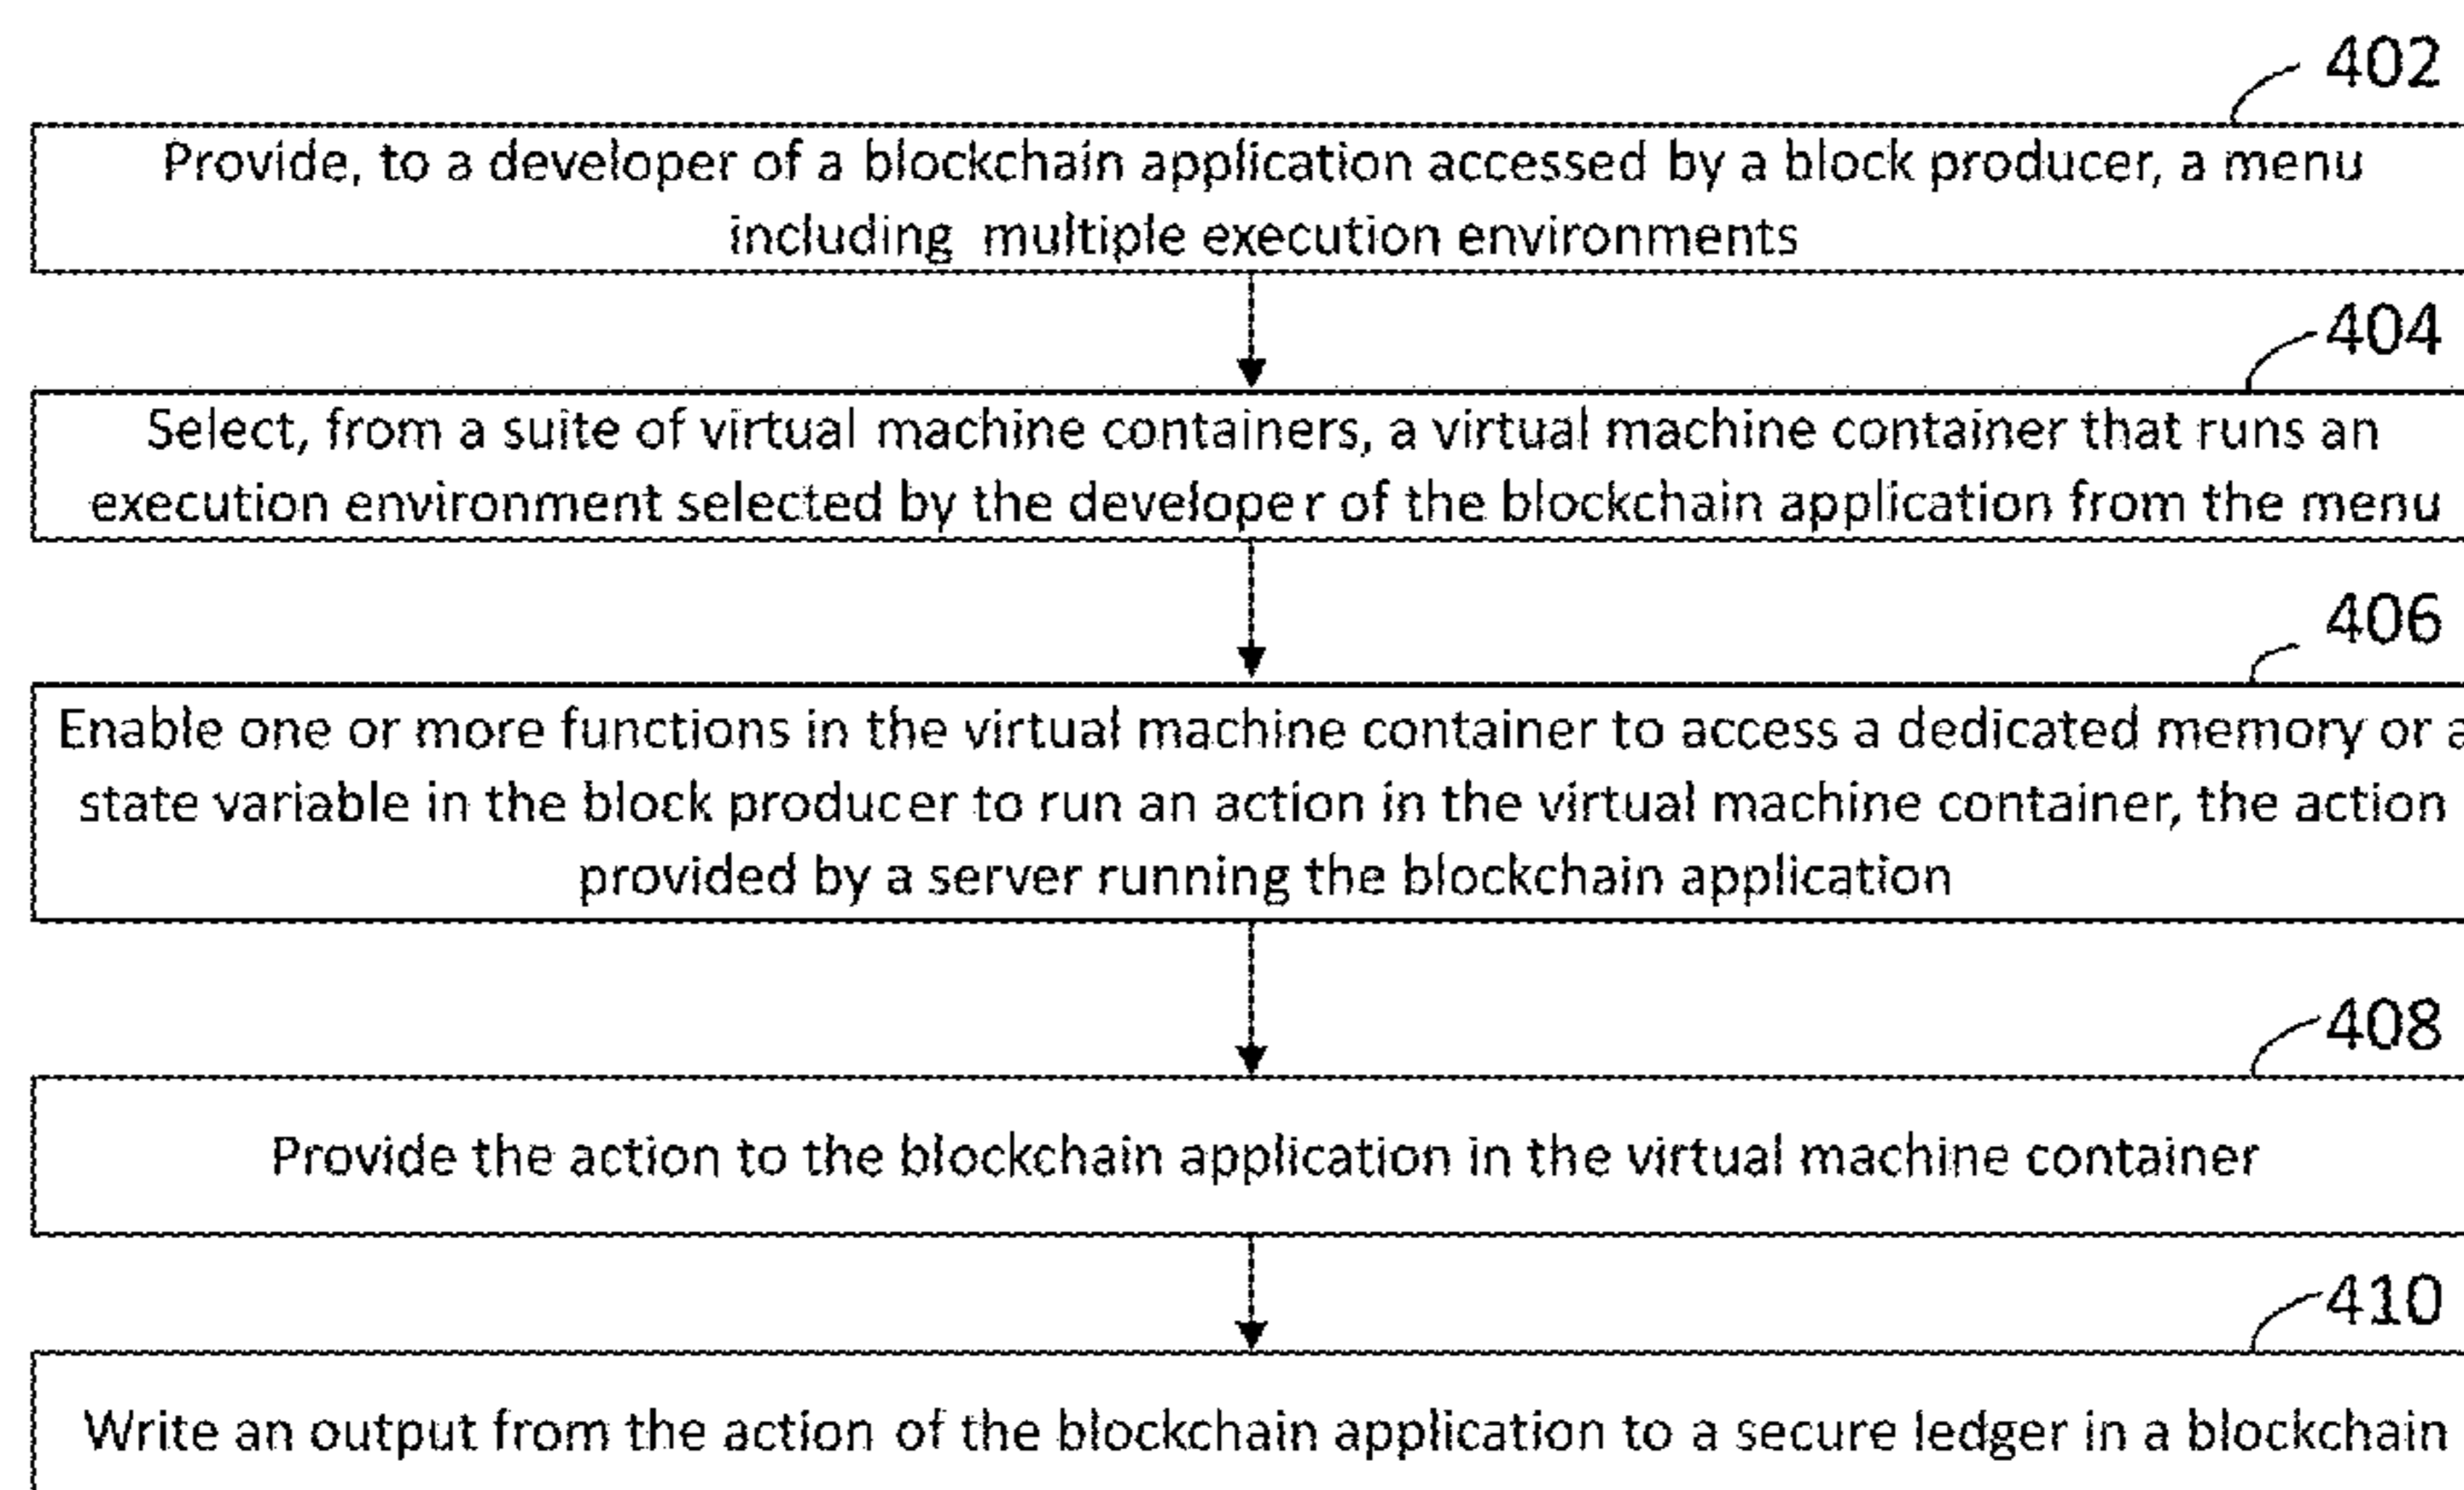 402
Provide, to a developer of a blockchain application accessed by a block producer, a menu
including multiple execution environments
404
Select, from a suite of virtual machine containers, a virtual machine container that runs an
execution environment selected by the developer of the blockchain application from the menu
406
Enable one or more functions in the virtual machine container to access a dedicated memory or a
state variable in the block producer to run an action in the virtual machine container, the action
provided by a server running the blockchain application
408
Provide the action to the blockchain application in the virtual machine container
410
Write an output from the action of the blockchain application to a secure ledger in a blockchain